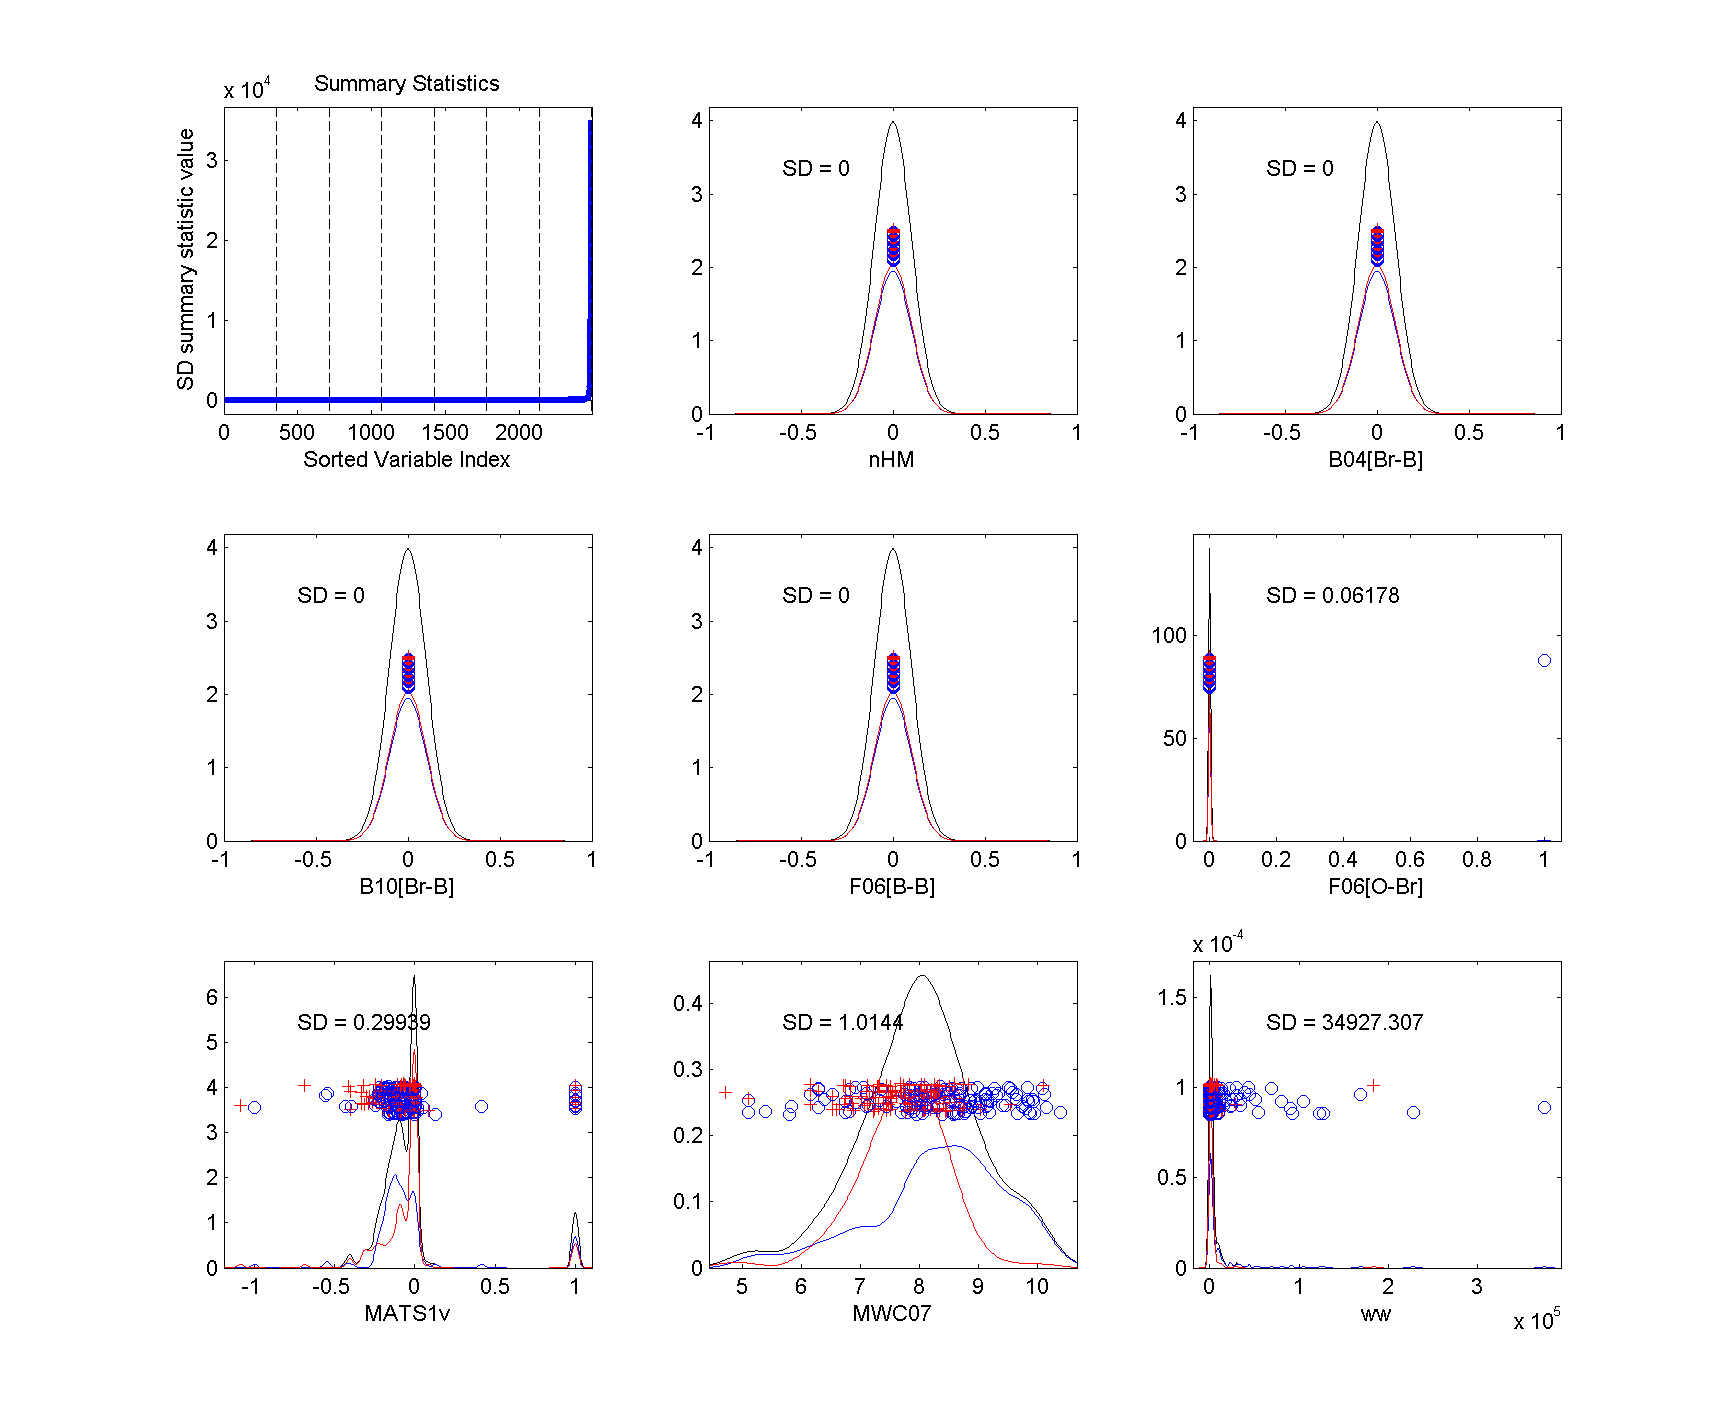 Summary Statistics
x 10^4
SD summary statistic value
3
2
1
0
0 500 1000 1500 2000
Sorted Variable Index
4
3
2
1
0
SD = 0
-1 -0.5 0 0.5 1
nHM
4
3
2
1
0
SD = 0
-1 -0.5 0 0.5 1
B04[Br-B]
4
3
2
1
0
SD = 0
-1 -0.5 0 0.5 1
B10[Br-B]
4
3
2
1
0
SD = 0
-1 -0.5 0 0.5 1
F06[B-B]
100
50
0
SD = 0.06178
0 0.2 0.4 0.6 0.8 1
F06[O-Br]
6
5
4
3
2
1
0
SD = 0.29939
-1 -0.5 0 0.5 1
MATS1v
0.4
0.3
0.2
0.1
0
SD = 1.0144
5 6 7 8 9 10
MWC07
x 10^-4
1.5
1
0.5
0
SD = 34927.307
0 1 2 3
ww
x 10^5